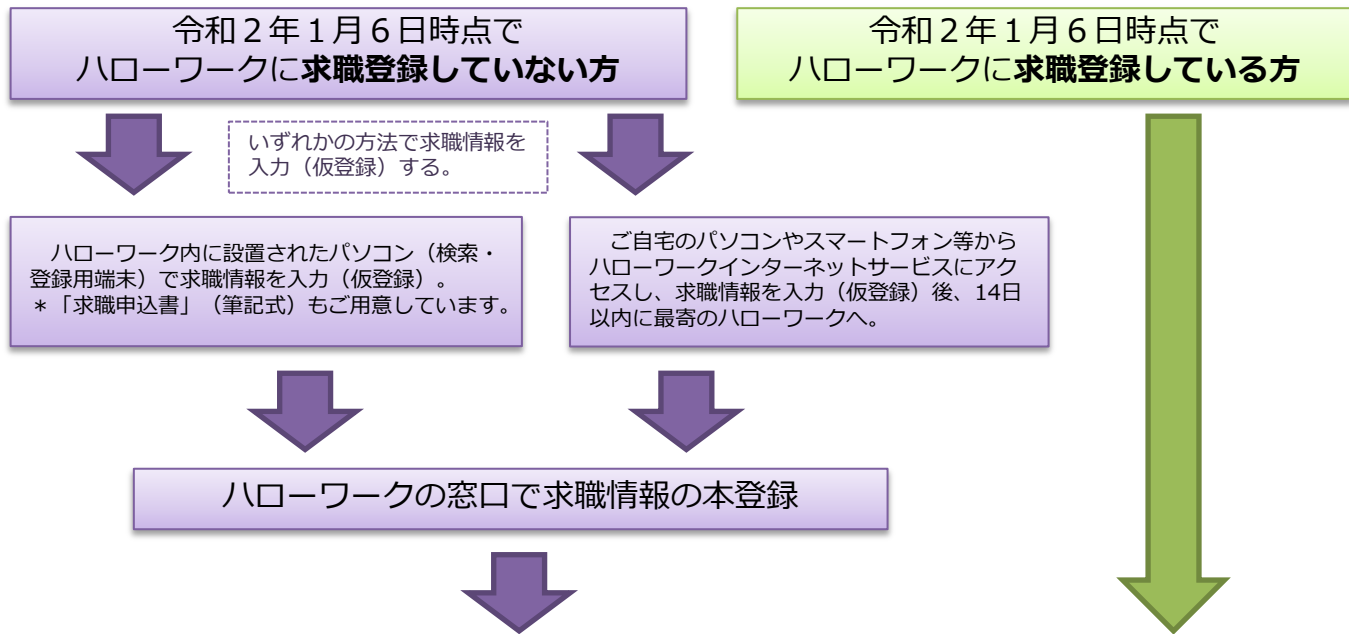 令和２年１月６日時点で
ハローワークに求職登録していない方
令和２年１月６日時点で
ハローワークに求職登録している方
いずれかの方法で求職情報を
入力（仮登録）する。
ハローワーク内に設置されたパソコン（検索・
登録用端末）で求職情報を入力（仮登録）。
＊「求職申込書」（筆記式）もご用意しています。
ご自宅のパソコンやスマートフォン等から
ハローワークインターネットサービスにアク
セスし、求職情報を入力（仮登録）後、14日
以内に最寄のハローワークへ。
ハローワークの窓口で求職情報の本登録